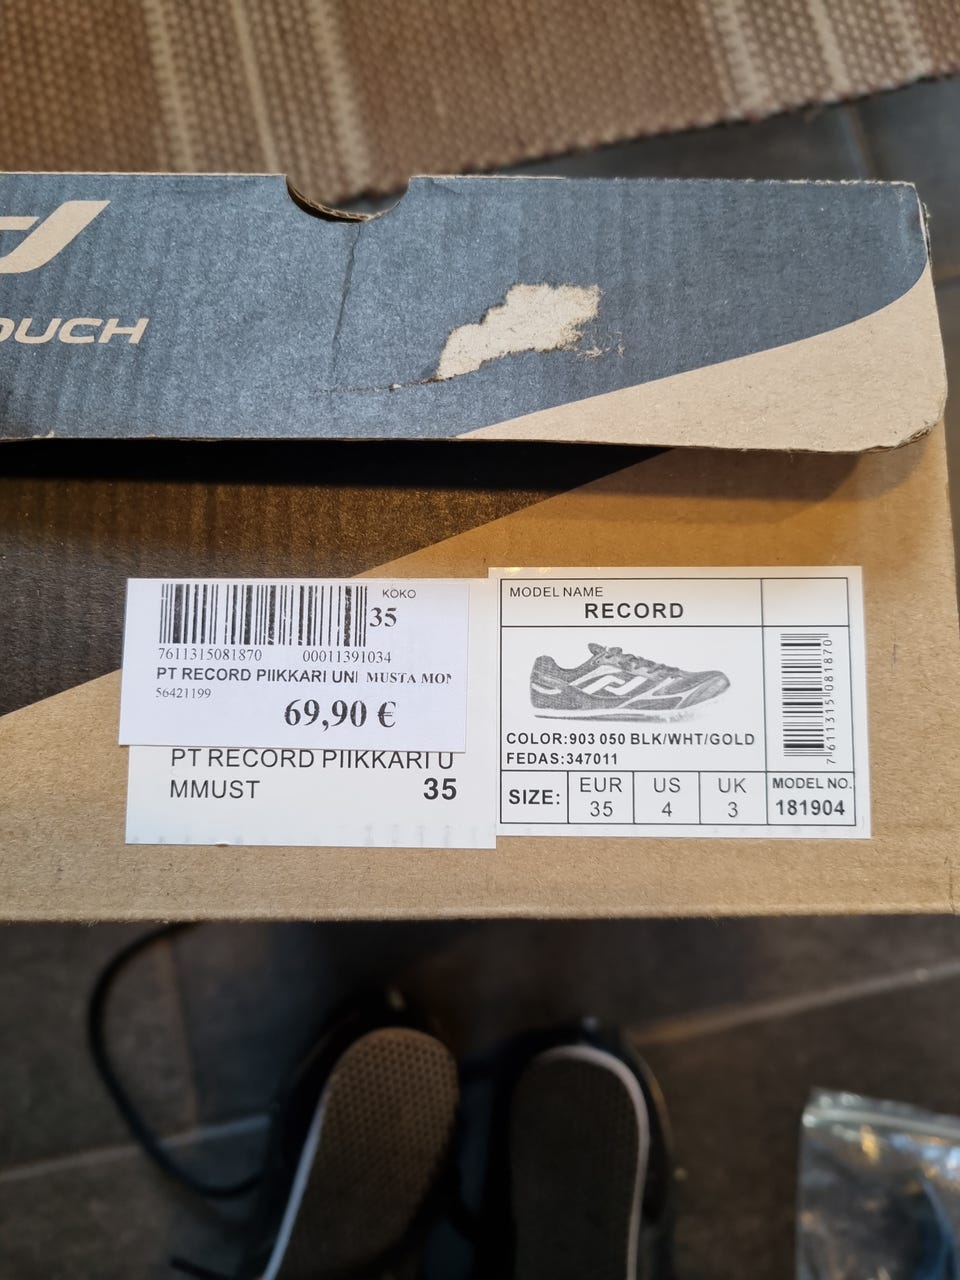 OUCH
KOKO
35
7611315081870 00011391034
PT RECORD PIIKKARI UNI MUSTA MON
56421199
69,90 €
PT RECORD PIIKKARI U
MMUST 35
MODEL NAME
RECORD
COLOR:903 050 BLK/WHT/GOLD
FEDAS:347011
SIZE: EUR 35 US 4 UK 3
7611315081870
MODEL NO.
181904